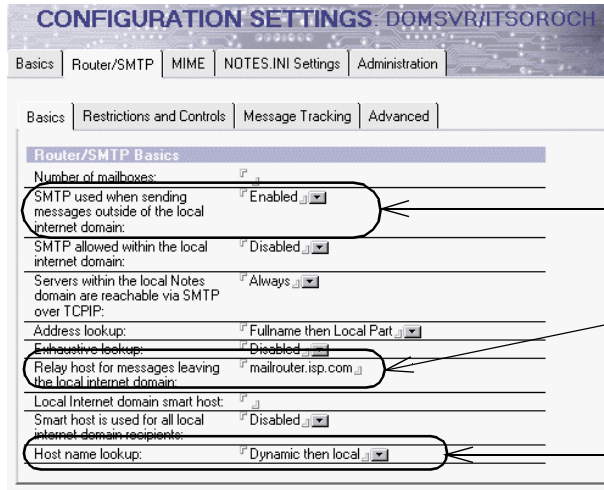 CONFIGURATION SETTINGS: DOMSVR/ITSOROCH
Basics Router/SMTP MIME NOTES.INI Settings Administration
Basics Restrictions and Controls Message Tracking Advanced
Router/SMTP Basics
Number of mailboxes:
SMTP used when sending Enabled
messages outside of the local
internet domain:
SMTP allowed within the local Disabled
internet domain:
Servers within the local Notes Always
domain are reachable via SMTP
over TCPIP:
Address lookup: Fullname then Local Part
Exhaustive lookup: Disabled
Relay host for messages leaving mailrouter.isp.com
the local internet domain:
Local Internet domain smart host:
Smart host is used for all local Disabled
internet domain recipients:
Host name lookup: Dynamic then local